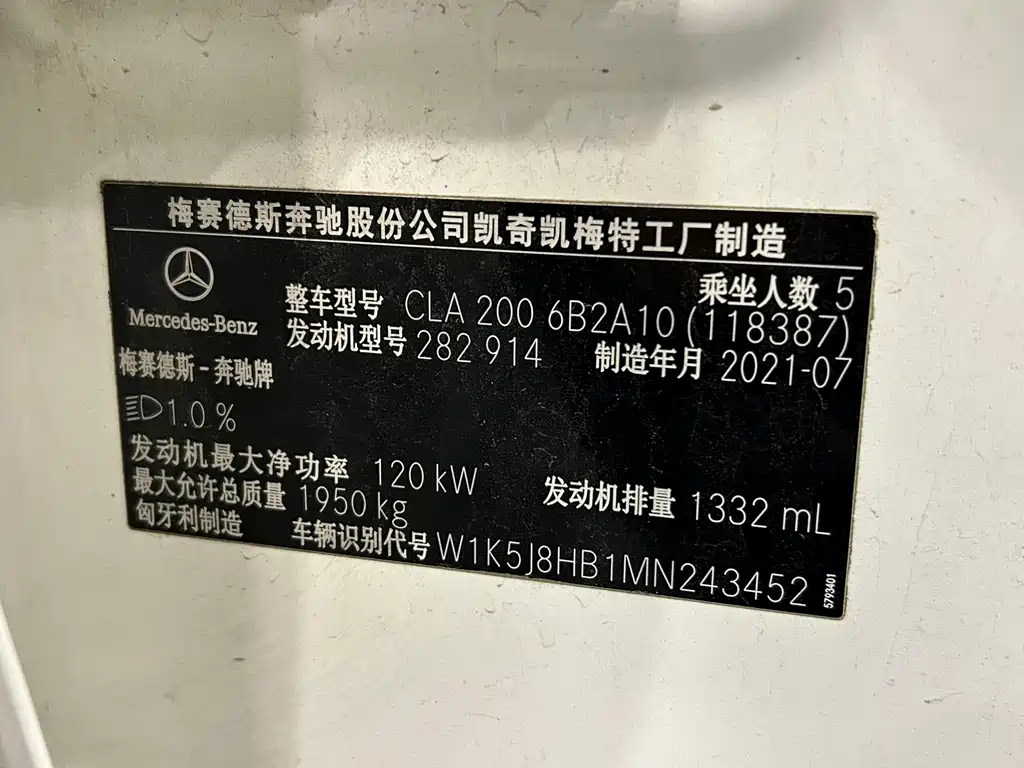 梅赛德斯奔驰股份公司凯奇凯梅特工厂制造
Mercedes-Benz
梅赛德斯-奔驰牌
乘坐人数 5
整车型号 CLA 200 6B2A10 (118387)
发动机型号 282 914 制造年月 2021-07
1.0 %
发动机最大净功率 120 kW 发动机排量 1332 mL
最大允许总质量 1950 kg
匈牙利制造 车辆识别代号 W1K5J8HB1MN243452
5793401